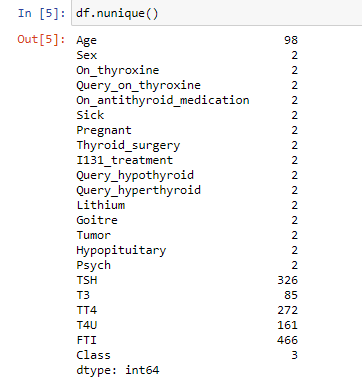 In [5]: df.nunique()
Out[5]: Age 98
Sex 2
On_thyroxine 2
Query_on_thyroxine 2
On_antithyroid_medication 2
Sick 2
Pregnant 2
Thyroid_surgery 2
I131_treatment 2
Query_hypothyroid 2
Query_hyperthyroid 2
Lithium 2
Goitre 2
Tumor 2
Hypopituitary 2
Psych 2
TSH 326
T3 85
TT4 272
T4U 161
FTI 466
Class 3
dtype: int64